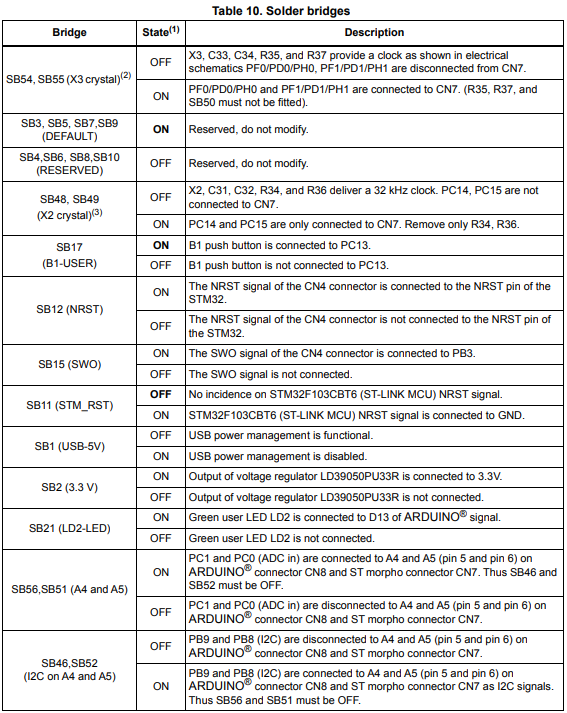 Table 10. Solder bridges
Bridge
State(1)
Description
SB54, SB55 (X3 crystal)(2)
OFF
X3, C33, C34, R35, and R37 provide a clock as shown in electrical
schematics PF0/PD0/PH0, PF1/PD1/PH1 are disconnected from CN7.
ON
PF0/PD0/PH0 and PF1/PD1/PH1 are connected to CN7. (R35, R37, and
SB50 must not be fitted).
SB3, SB5, SB7,SB9
(DEFAULT)
ON
Reserved, do not modify.
SB4,SB6, SB8,SB10
(RESERVED)
OFF
Reserved, do not modify.
SB48, SB49
(X2 crystal)(3)
OFF
X2, C31, C32, R34, and R36 deliver a 32 kHz clock. PC14, PC15 are not
connected to CN7.
ON
PC14 and PC15 are only connected to CN7. Remove only R34, R36.
SB17
(B1-USER)
ON
B1 push button is connected to PC13.
OFF
B1 push button is not connected to PC13.
SB12 (NRST)
ON
The NRST signal of the CN4 connector is connected to the NRST pin of the
STM32.
OFF
The NRST signal of the CN4 connector is not connected to the NRST pin of
the STM32.
SB15 (SWO)
ON
The SWO signal of the CN4 connector is connected to PB3.
OFF
The SWO signal is not connected.
SB11 (STM_RST)
OFF
No incidence on STM32F103CBT6 (ST-LINK MCU) NRST signal.
ON
STM32F103CBT6 (ST-LINK MCU) NRST signal is connected to GND.
SB1 (USB-5V)
OFF
USB power management is functional.
ON
USB power management is disabled.
SB2 (3.3 V)
ON
Output of voltage regulator LD39050PU33R is connected to 3.3V.
OFF
Output of voltage regulator LD39050PU33R is not connected.
SB21 (LD2-LED)
ON
Green user LED LD2 is connected to D13 of ARDUINO® signal.
OFF
Green user LED LD2 is not connected.
SB56,SB51 (A4 and A5)
ON
PC1 and PC0 (ADC in) are connected to A4 and A5 (pin 5 and pin 6) on
ARDUINO® connector CN8 and ST morpho connector CN7. Thus SB46 and
SB52 must be OFF.
OFF
PC1 and PC0 (ADC in) are disconnected to A4 and A5 (pin 5 and pin 6) on
ARDUINO® connector CN8 and ST morpho connector CN7.
SB46,SB52
(I2C on A4 and A5)
OFF
PB9 and PB8 (I2C) are disconnected to A4 and A5 (pin 5 and pin 6) on
ARDUINO® connector CN8 and ST morpho connector CN7.
ON
PB9 and PB8 (I2C) are connected to A4 and A5 (pin 5 and pin 6) on
ARDUINO® connector CN8 and ST morpho connector CN7 as I2C signals.
Thus SB56 and SB51 must be OFF.